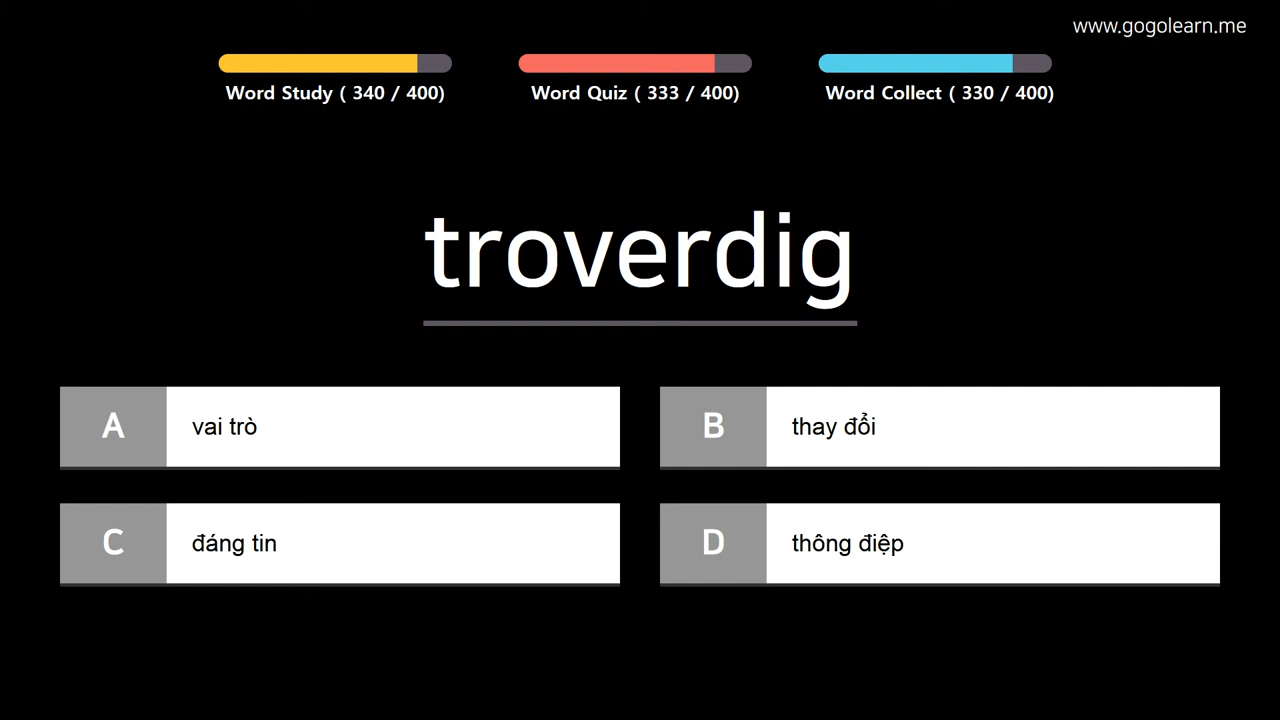 www.gogolearn.me
Word Study ( 340 / 400)
Word Quiz ( 333 / 400)
Word Collect ( 330 / 400)
troverdig
A
vai trò
B
thay đổi
C
đáng tin
D
thông điệp